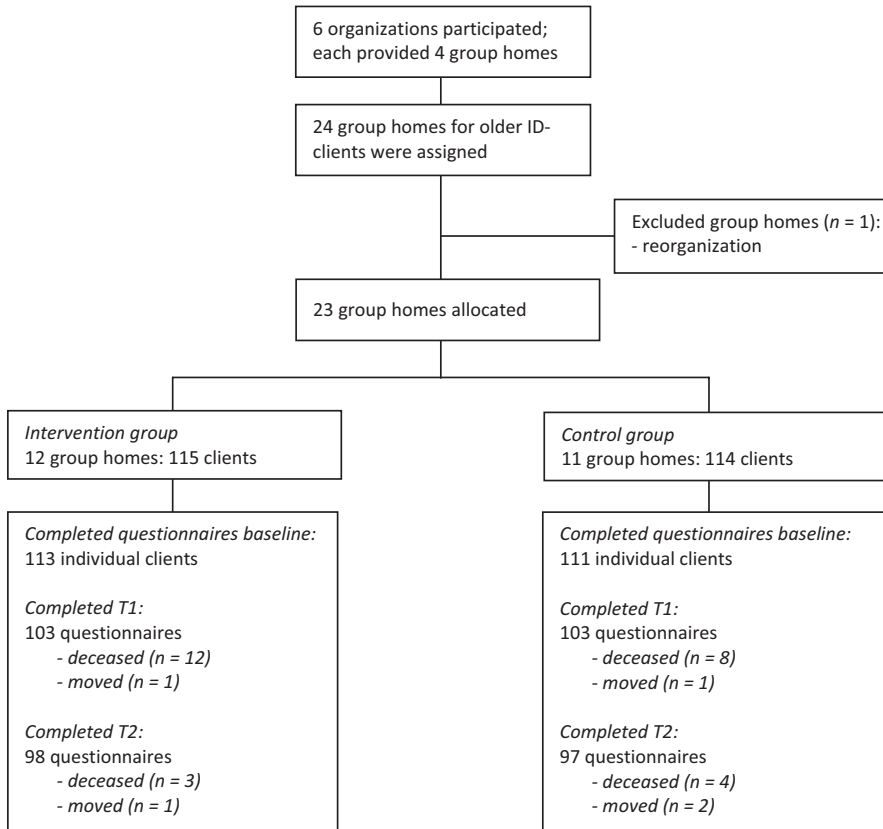 6 organizations participated;
each provided 4 group homes
24 group homes for older ID-
clients were assigned
Excluded group homes (n = 1):
- reorganization
23 group homes allocated
Intervention group
12 group homes: 115 clients
Control group
11 group homes: 114 clients
Completed questionnaires baseline:
113 individual clients
Completed T1:
103 questionnaires
- deceased (n = 12)
- moved (n = 1)
Completed T2:
98 questionnaires
- deceased (n = 3)
- moved (n = 1)
Completed questionnaires baseline:
111 individual clients
Completed T1:
103 questionnaires
- deceased (n = 8)
- moved (n = 1)
Completed T2:
97 questionnaires
- deceased (n = 4)
- moved (n = 2)